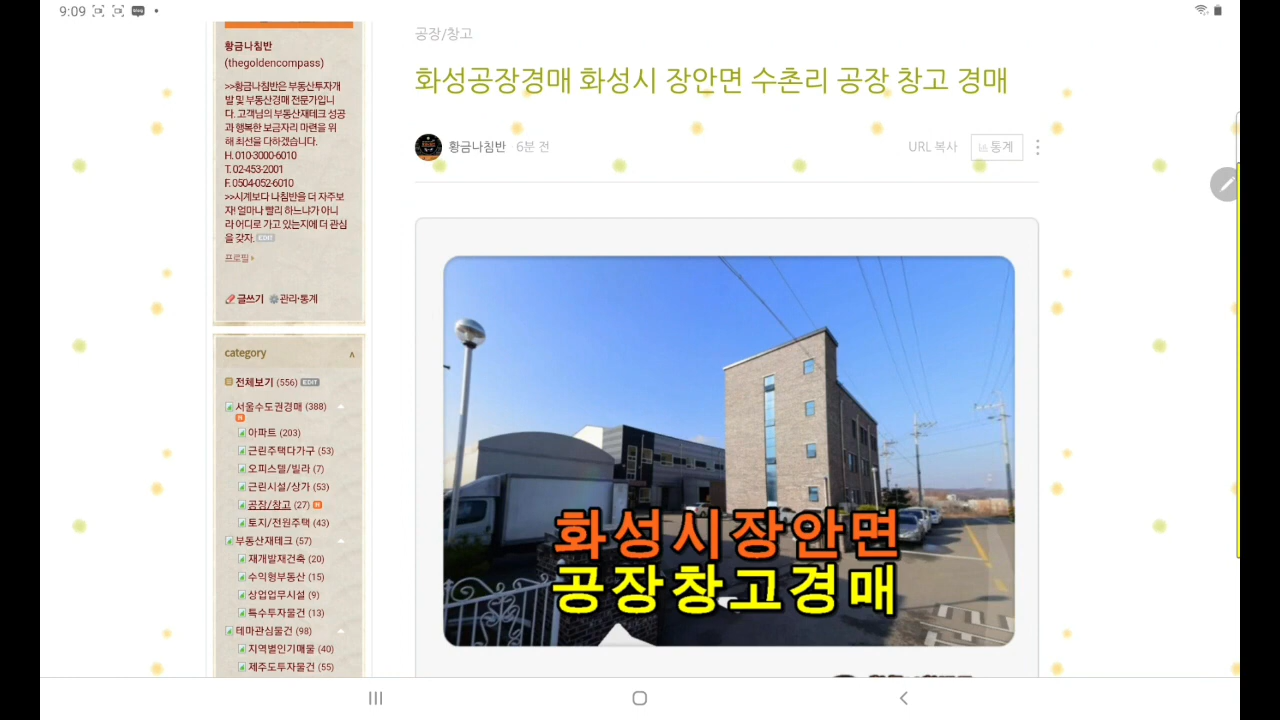 9:09
황금나침반
(thegoldencompass)
>>황금나침반은 부동산투자개
발 및 부동산경매 전문가입니
다. 고객님의 부동산재테크 성공
과 행복한 보금자리 마련을 위
해 최선을 다하겠습니다.
H. 010-3000-6010
T. 02-453-2001
F. 0504-052-6010
>>시계보다 나침반을 더 자주보
자! 얼마나 빨리 하느냐가 아니
라 어디로 가고 있는지에 더 관심
을 갖자. EDIT
프로필
글쓰기 관리·통계
category
전체보기 (556) EDIT
서울수도권경매 (388)
아파트 (203)
근린주택다가구 (53)
오피스텔/빌라 (7)
근린시설/상가 (53)
공장/창고 (27)
토지/전원주택 (43)
부동산재테크 (57)
재개발재건축 (20)
수익형부동산 (15)
상업업무시설 (9)
특수투자물건 (13)
테마관심물건 (98)
지역별인기매물 (40)
제주도투자물건 (55)
공장/창고
화성공장경매 화성시 장안면 수촌리 공장 창고 경매
황금나침반 6분 전
URL 복사 통계
화성시장안면
공장창고경매